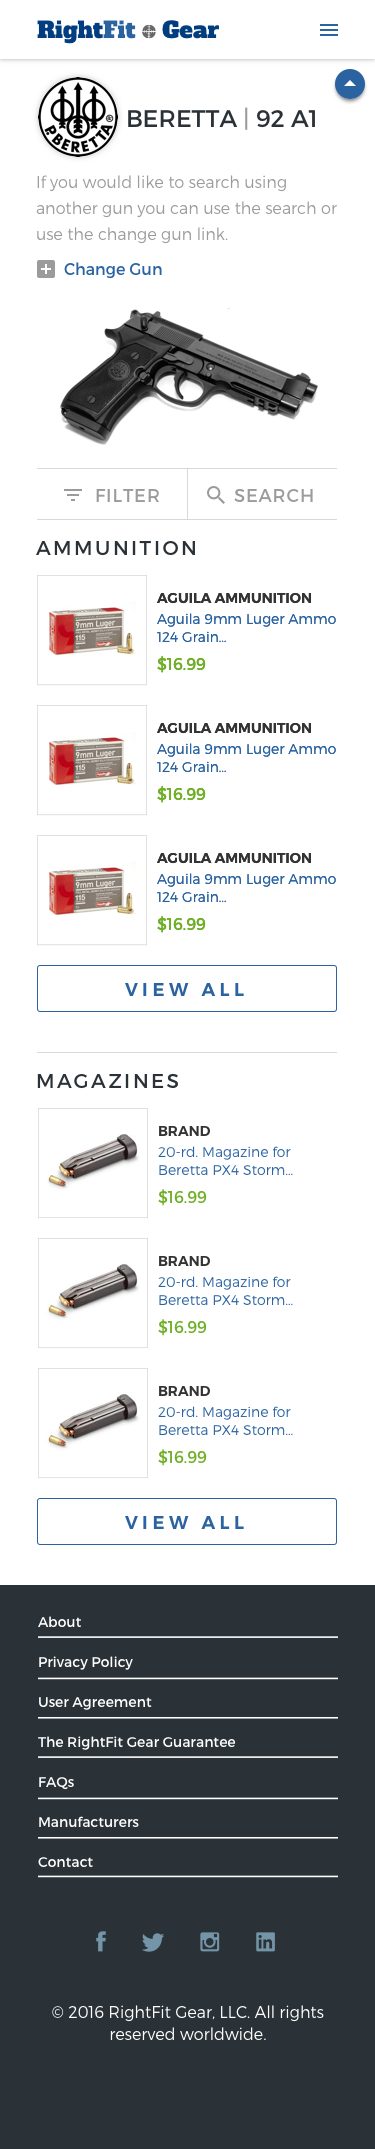 RightFit Gear
P. BERETTA
BERETTA | 92 A1
If you would like to search using
another gun you can use the search or
use the change gun link.
Change Gun
FILTER
SEARCH
AMMUNITION
9mm Luger
115
AGUILA AMMUNITION
Aguila 9mm Luger Ammo
124 Grain...
$16.99
9mm Luger
115
AGUILA AMMUNITION
Aguila 9mm Luger Ammo
124 Grain...
$16.99
9mm Luger
115
AGUILA AMMUNITION
Aguila 9mm Luger Ammo
124 Grain...
$16.99
VIEW ALL
MAGAZINES
BRAND
20-rd. Magazine for
Beretta PX4 Storm...
$16.99
BRAND
20-rd. Magazine for
Beretta PX4 Storm...
$16.99
BRAND
20-rd. Magazine for
Beretta PX4 Storm...
$16.99
VIEW ALL
About
Privacy Policy
User Agreement
The RightFit Gear Guarantee
FAQs
Manufacturers
Contact
© 2016 RightFit Gear, LLC. All rights
reserved worldwide.